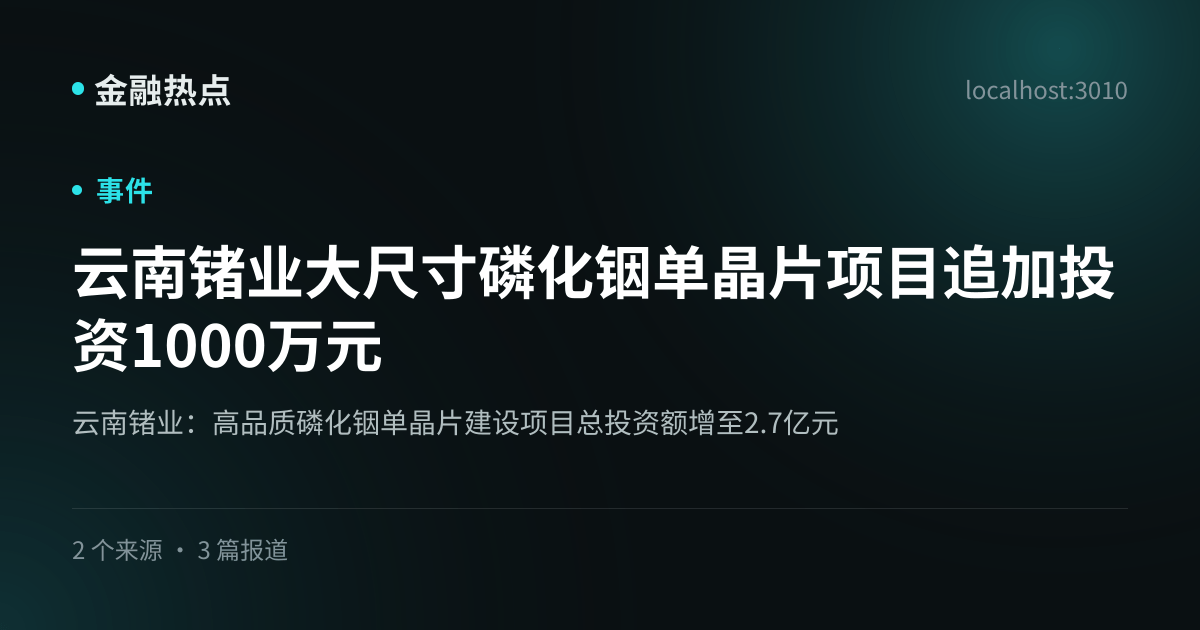 金融热点
localhost:3010
事件
云南锗业大尺寸磷化铟单晶片项目追加投
资1000万元
云南锗业：高品质磷化铟单晶片建设项目总投资额增至2.7亿元
2 个来源 · 3 篇报道